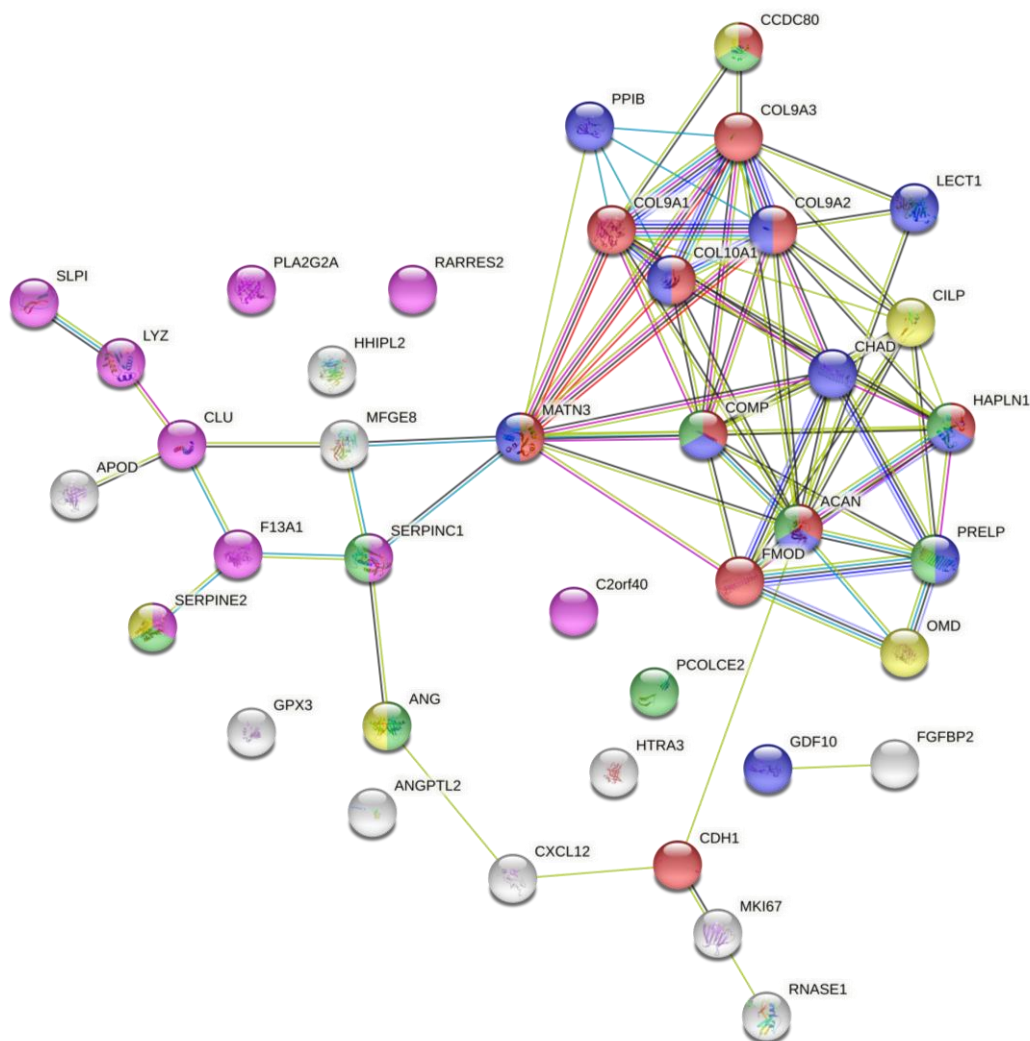 CCDC80
PPIB
COL9A3
LECT1
COL9A1
COL9A2
COL10A1
PLA2G2A
RARRES2
SLPI
CILP
LYZ
HHIPL2
CHAD
HAPLN1
MATN3
COMP
CLU
MFGE8
APOD
ACAN
F13A1
SERPINC1
PRELP
FMOD
C2orf40
SERPINE2
OMD
PCOLCE2
ANG
GPX3
FGFBP2
HTRA3
GDF10
ANGPTL2
CXCL12
CDH1
MKI67
RNASE1